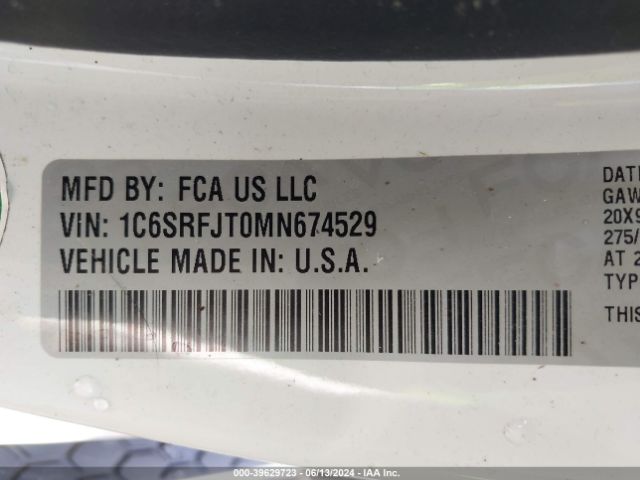 MFD BY: FCA US LLC
VIN: 1C6SRFJT0MN674529
VEHICLE MADE IN: U.S.A.
GAW
20X9
275/
AT 2
TYP
THIS
000-39629723 - 06/13/2024 - IAA, Inc.